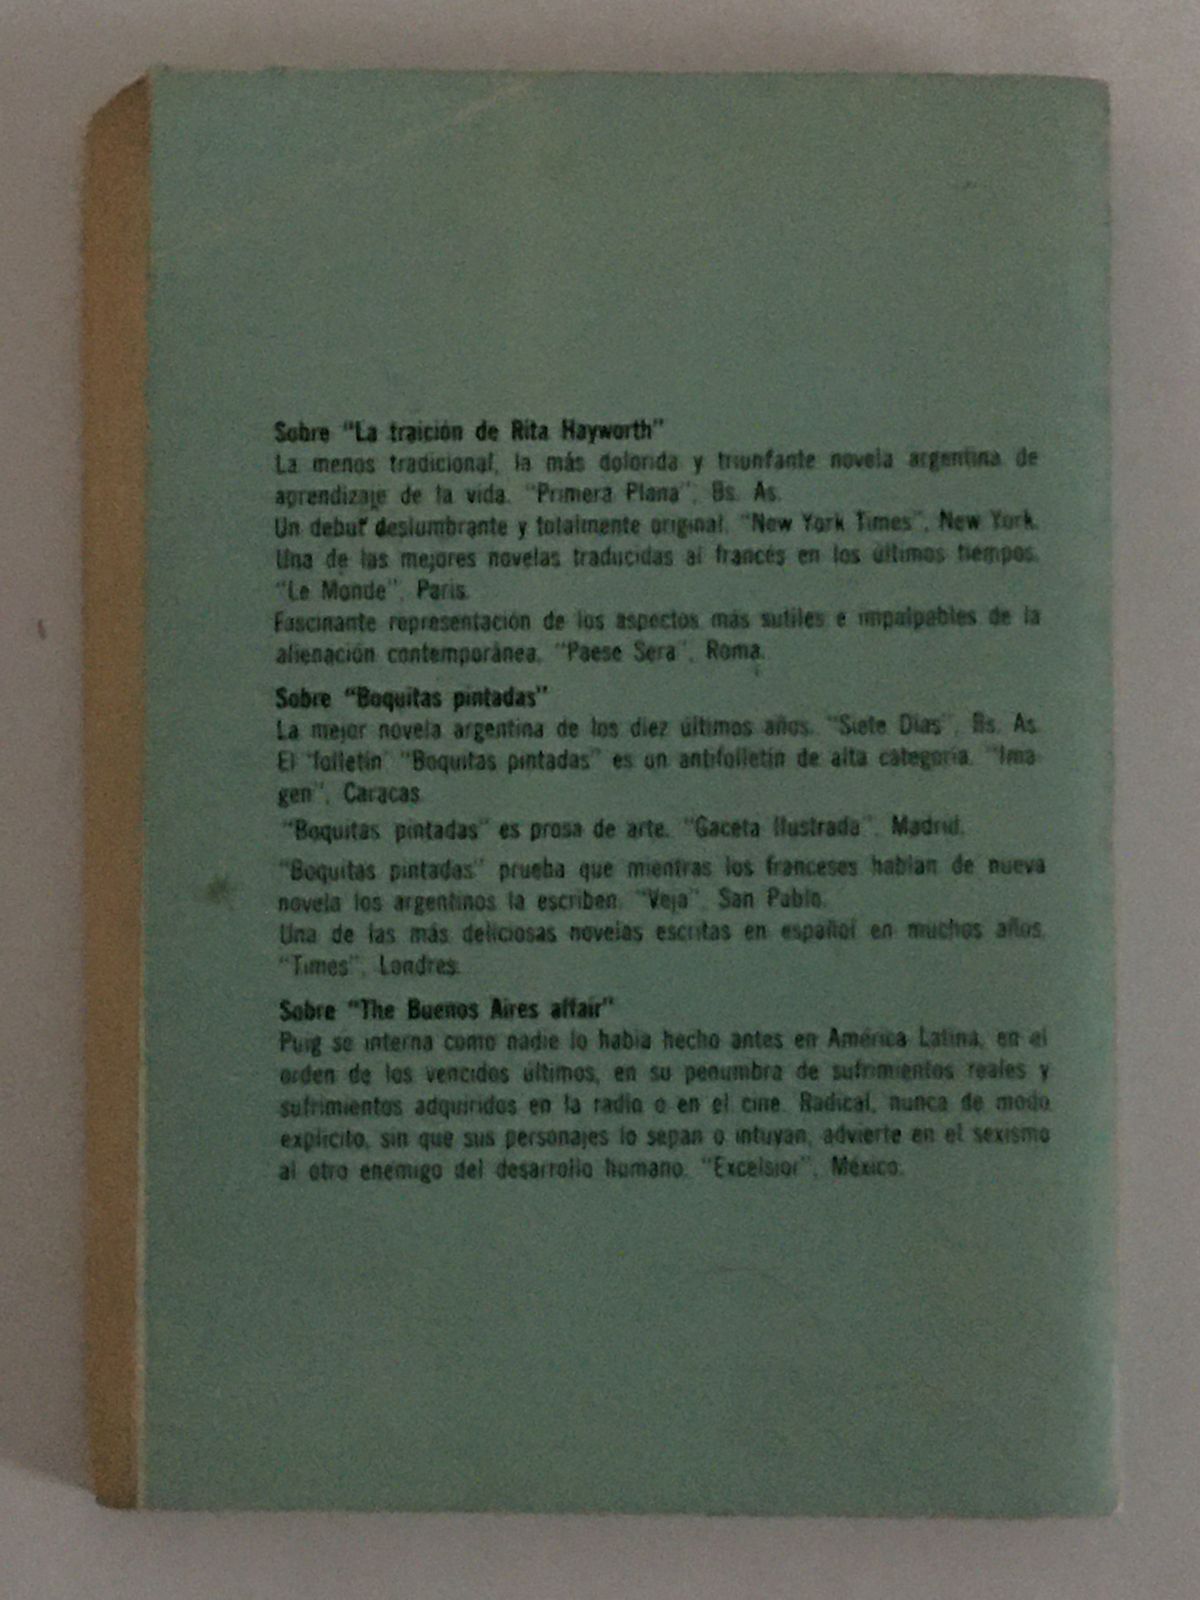 Sobre "La traición de Rita Hayworth"
La menos tradicional, la más dolorida y triunfante novela argentina de
aprendizaje de la vida. "Primera Plana", Bs. As.
Un debut deslumbrante y totalmente original. "New York Times", New York.
Una de las mejores novelas traducidas al francés en los últimos tiempos.
"Le Monde", París.
Fascinante representación de los aspectos más sutiles e impalpables de la
alienación contemporánea. "Paese Sera", Roma.
Sobre "Boquitas pintadas"
La mejor novela argentina de los diez últimos años. "Siete Días", Bs. As.
El "folletín" "Boquitas pintadas" es un antifolletín de alta categoría. "Ima-
gen", Caracas.
"Boquitas pintadas" es prosa de arte. "Gaceta Ilustrada", Madrid.
"Boquitas pintadas" prueba que mientras los franceses hablan de nueva
novela los argentinos la escriben. "Veja", San Pablo.
Una de las más deliciosas novelas escritas en español en muchos años.
"Times", Londres.
Sobre "The Buenos Aires affair"
Puig se interna como nadie lo había hecho antes en América Latina, en el
orden de los vencidos últimos, en su penumbra de sufrimientos reales y
sufrimientos adquiridos en la radio o en el cine. Radical, nunca de modo
explícito, sin que sus personajes lo sepan o intuyan, advierte en el sexismo
al otro enemigo del desarrollo humano. "Excelsior", México.